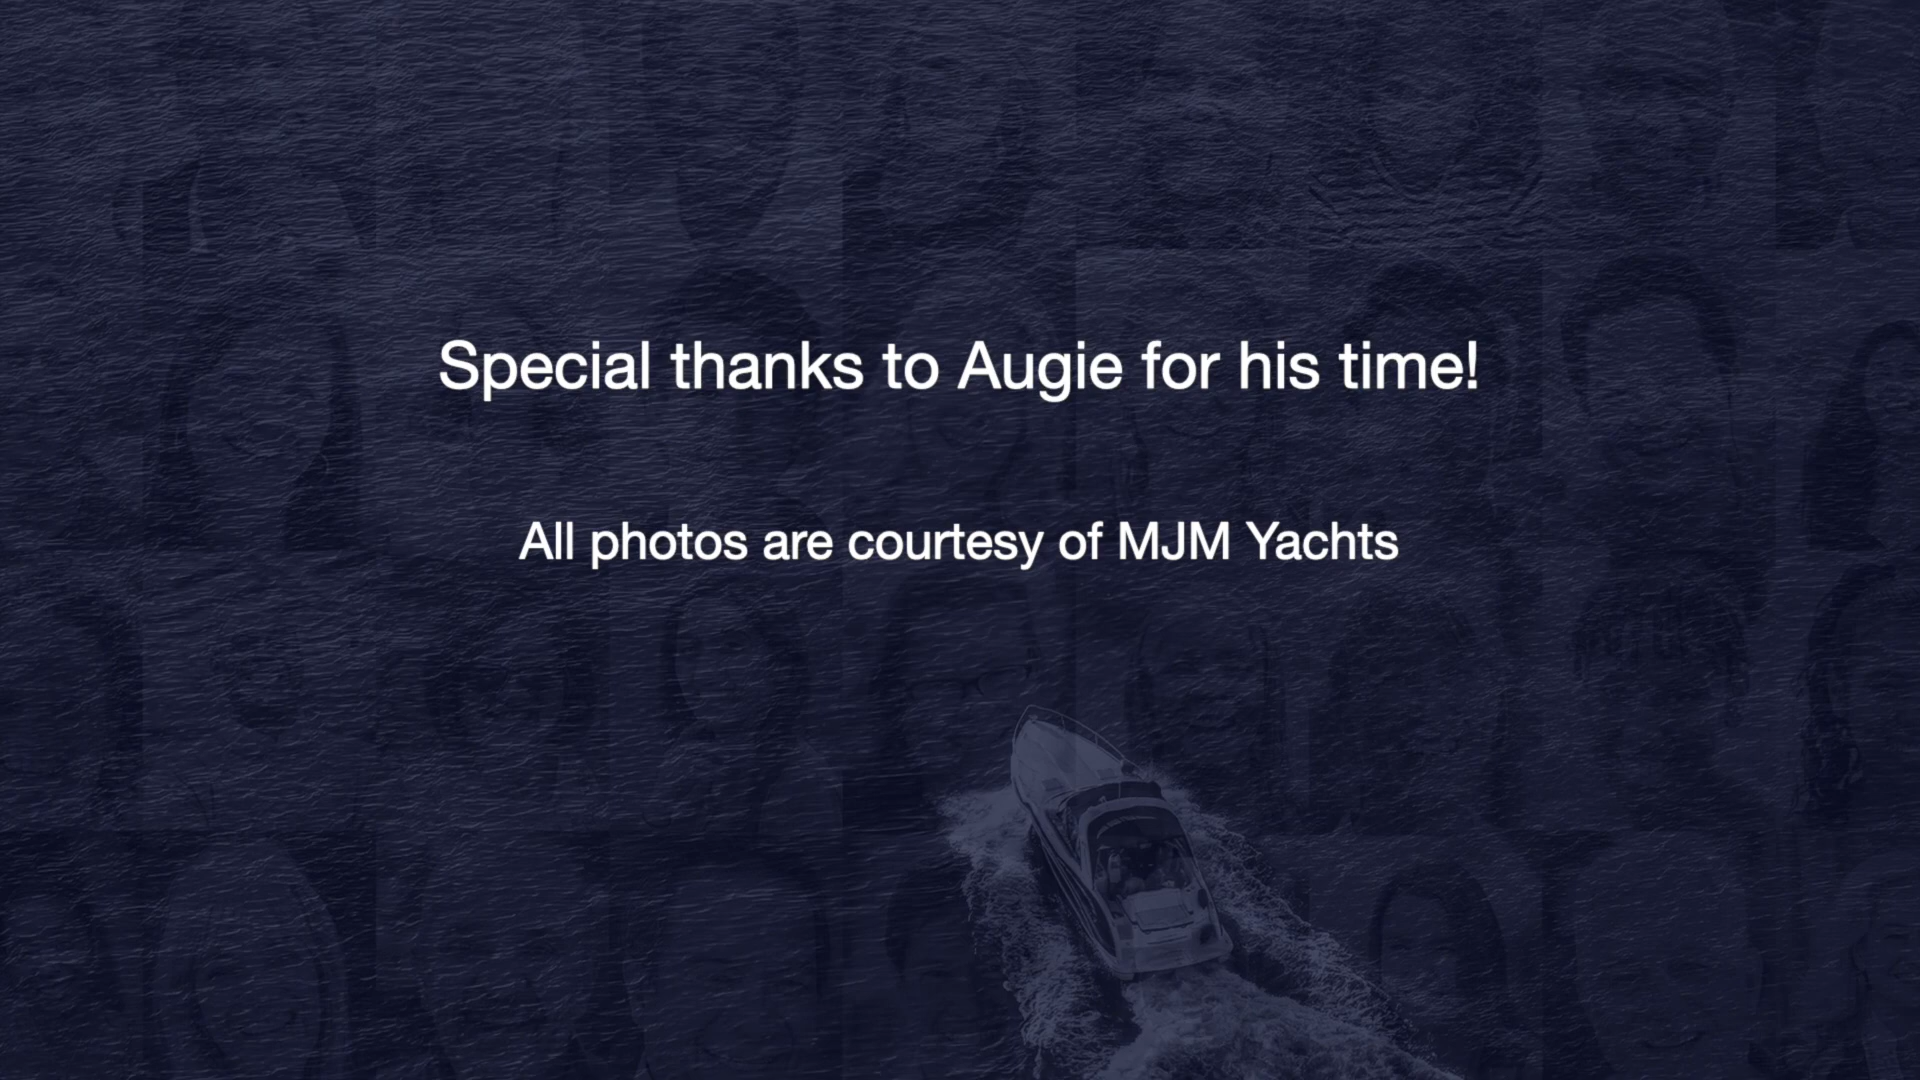 Special thanks to Augie for his time!
All photos are courtesy of MJM Yachts